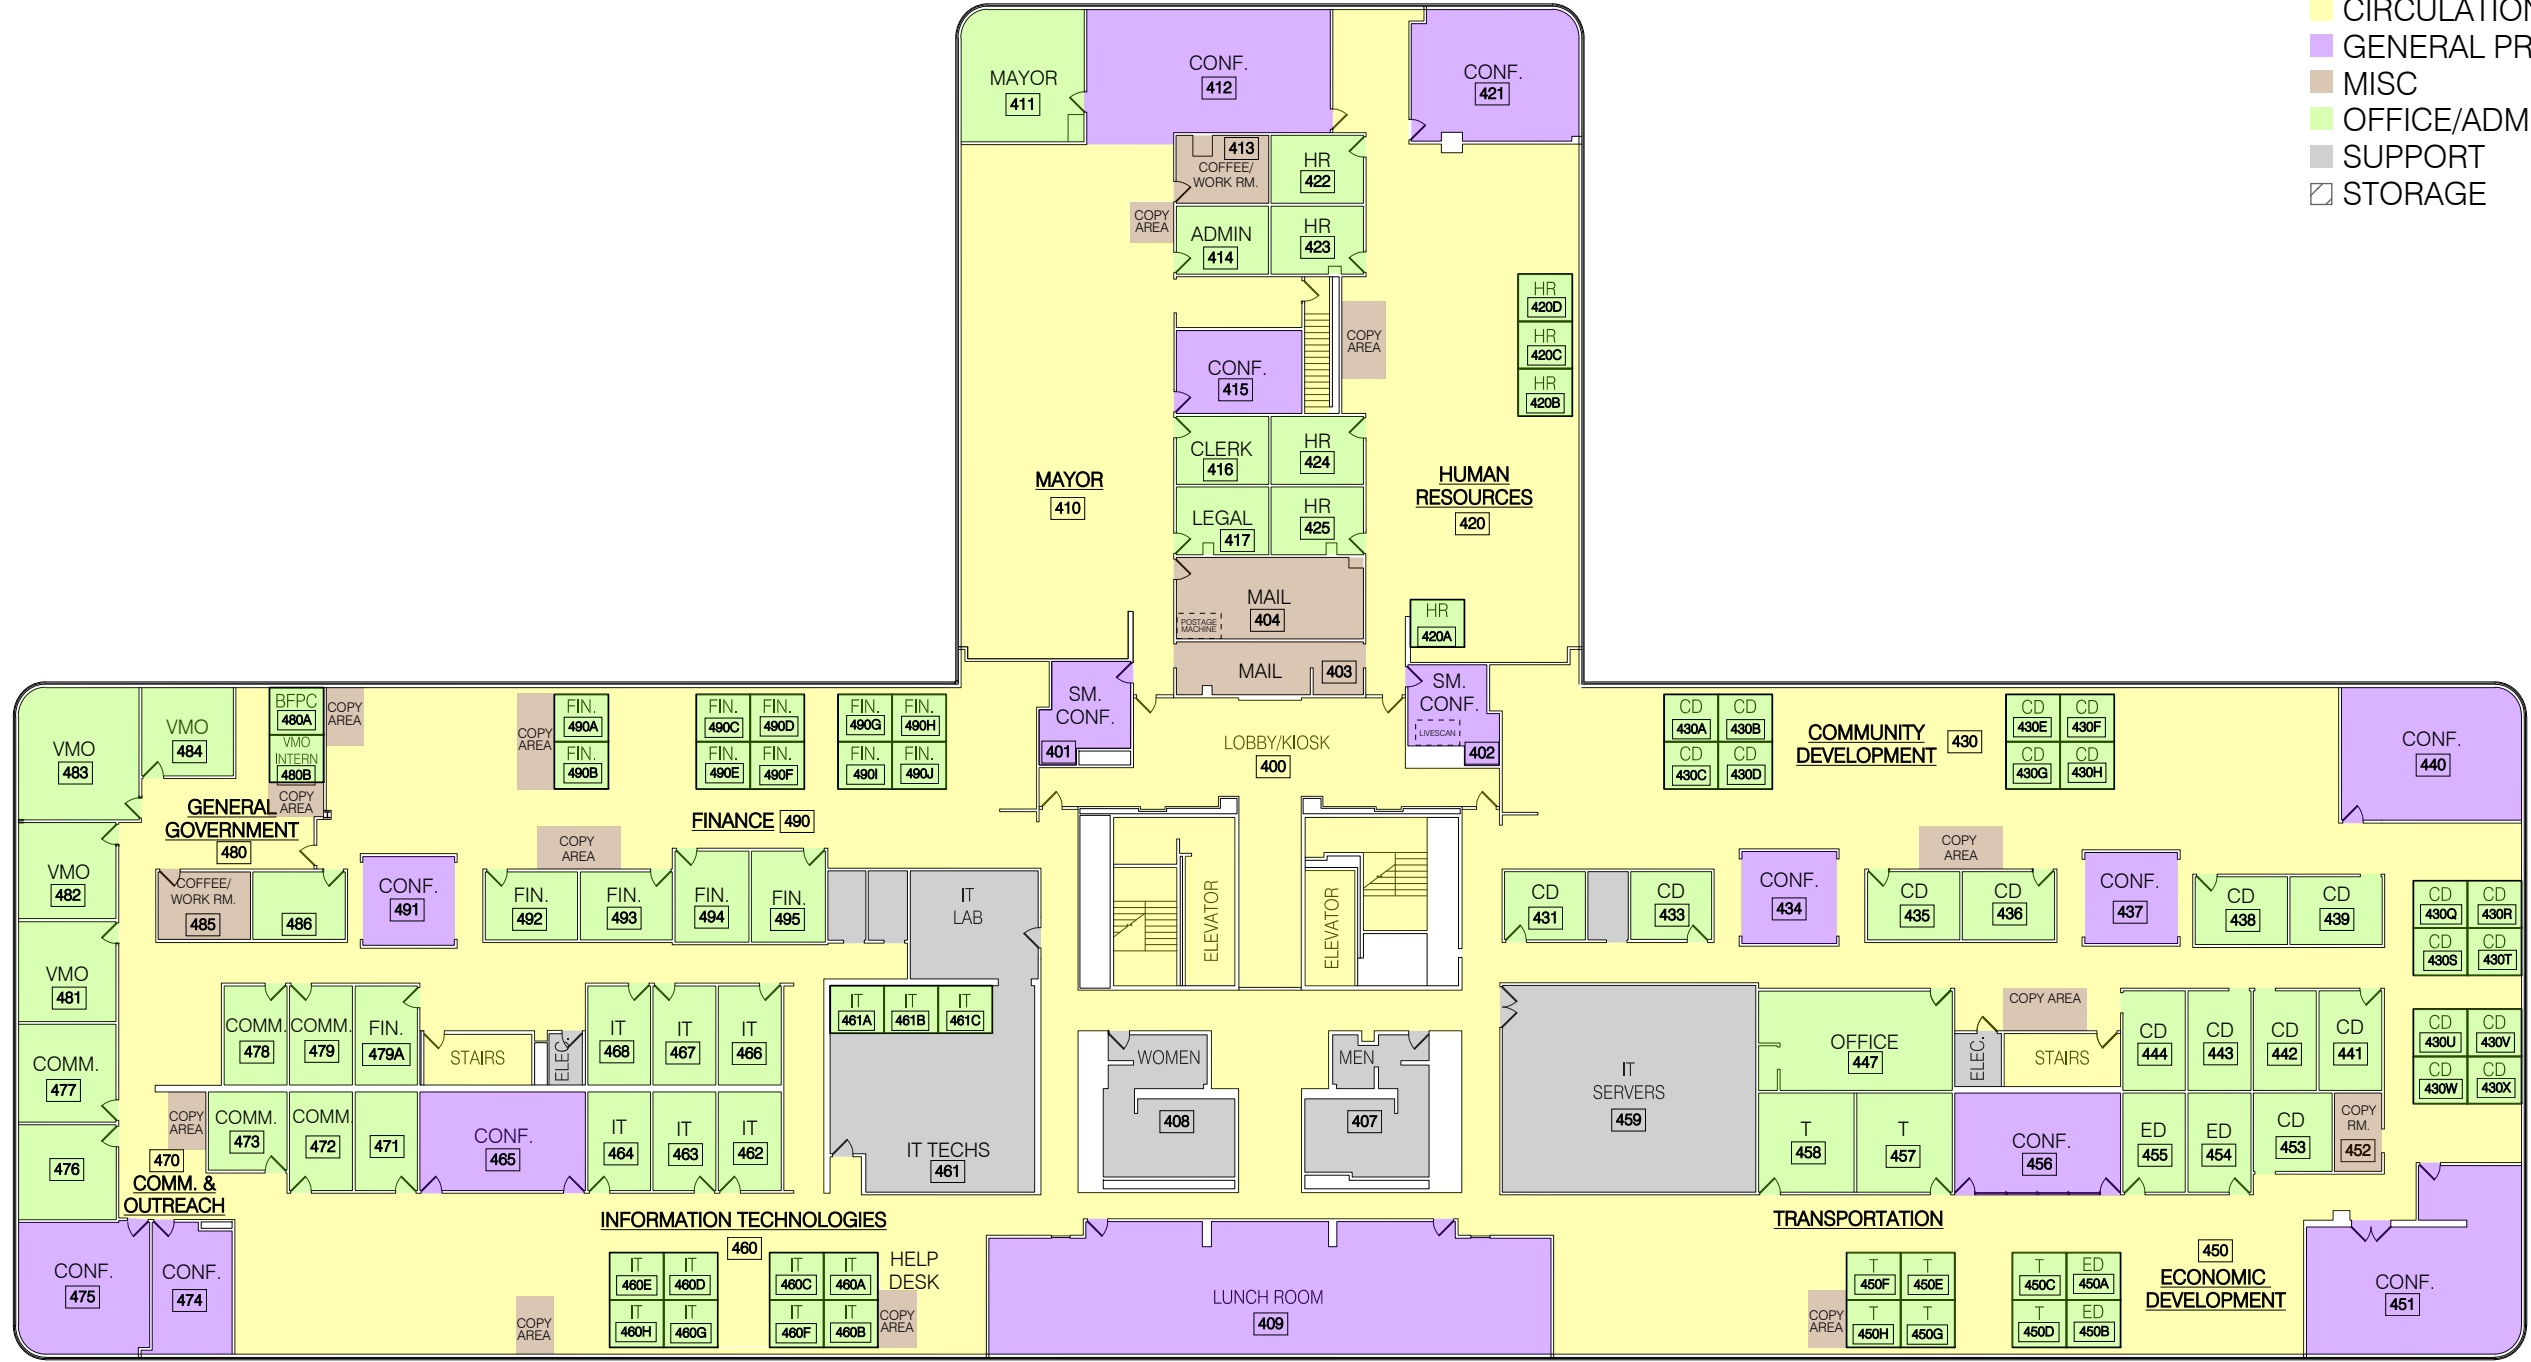 CIRCULATION
GENERAL PR
MISC
OFFICE/ADM
SUPPORT
STORAGE
MAYOR
411
CONF.
412
CONF.
421
413
COFFEE/
WORK RM.
HR
422
COPY
AREA
ADMIN
414
HR
423
HR
420D
HR
420C
HR
420B
COPY
AREA
CONF.
415
CLERK
416
HR
424
MAYOR
410
HUMAN
RESOURCES
420
LEGAL
417
HR
425
MAIL
404
POSTAGE
MACHINE
HR
420A
MAIL
403
SM.
CONF.
401
SM.
CONF.
LIVESCAN
402
LOBBY/KIOSK
400
VMO
483
VMO
484
BFPC
480A
VMO
INTERN
480B
COPY
AREA
COPY
AREA
GENERAL
GOVERNMENT
480
COPY
AREA
FIN.
490A
FIN.
490B
FIN.
490C
FIN.
490D
FIN.
490E
FIN.
490F
FIN.
490G
FIN.
490H
FIN.
490I
FIN.
490J
FINANCE 490
COPY
AREA
CD
430A
CD
430B
CD
430C
CD
430D
COMMUNITY
DEVELOPMENT
430
CD
430E
CD
430F
CD
430G
CD
430H
CONF.
440
VMO
482
COFFEE/
WORK RM.
485
486
CONF.
491
FIN.
492
FIN.
493
FIN.
494
FIN.
495
IT
LAB
ELEVATOR
ELEVATOR
CD
431
CD
433
CONF.
434
COPY
AREA
CD
435
CD
436
CONF.
437
CD
438
CD
439
CD
430Q
CD
430R
CD
430S
CD
430T
VMO
481
COMM.
478
COMM.
479
FIN.
479A
STAIRS
ELEC.
IT
468
IT
467
IT
466
IT
461A
IT
461B
IT
461C
WOMEN
MEN
IT
SERVERS
459
OFFICE
447
ELEC.
COPY AREA
STAIRS
CD
444
CD
443
CD
442
CD
441
CD
430U
CD
430V
CD
430W
CD
430X
COMM.
477
COPY
AREA
COMM.
473
COMM.
472
471
CONF.
465
IT
464
IT
463
IT
462
IT TECHS
461
408
407
T
458
T
457
CONF.
456
ED
455
ED
454
CD
453
COPY
RM.
452
476
470
COMM. &
OUTREACH
INFORMATION TECHNOLOGIES
460
TRANSPORTATION
CONF.
475
CONF.
474
COPY
AREA
IT
460E
IT
460D
IT
460H
IT
460G
IT
460C
IT
460A
IT
460F
IT
460B
HELP
DESK
COPY
AREA
LUNCH ROOM
409
COPY
AREA
T
450F
T
450E
T
450H
T
450G
T
450C
ED
450A
T
450D
ED
450B
450
ECONOMIC
DEVELOPMENT
CONF.
451